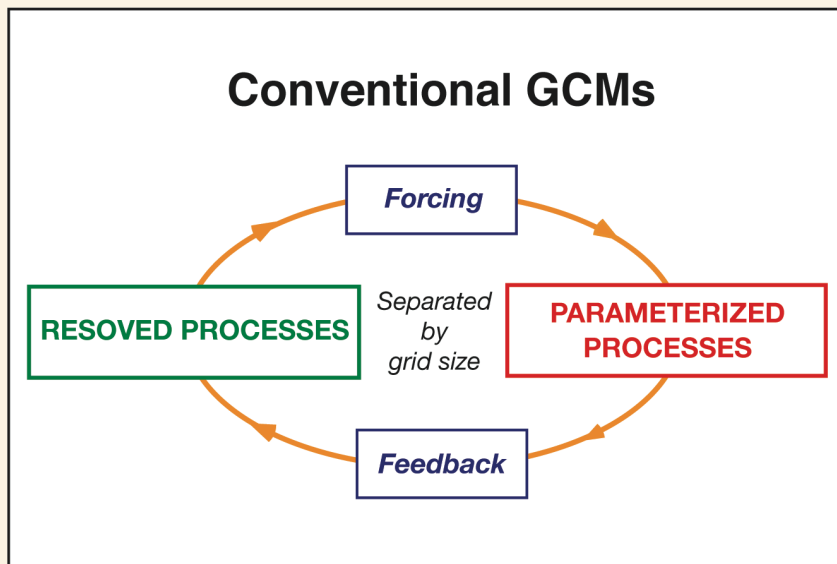 Conventional GCMs
Forcing
RESOVED PROCESSES
Separated
by
grid size
PARAMETERIZED
PROCESSES
Feedback